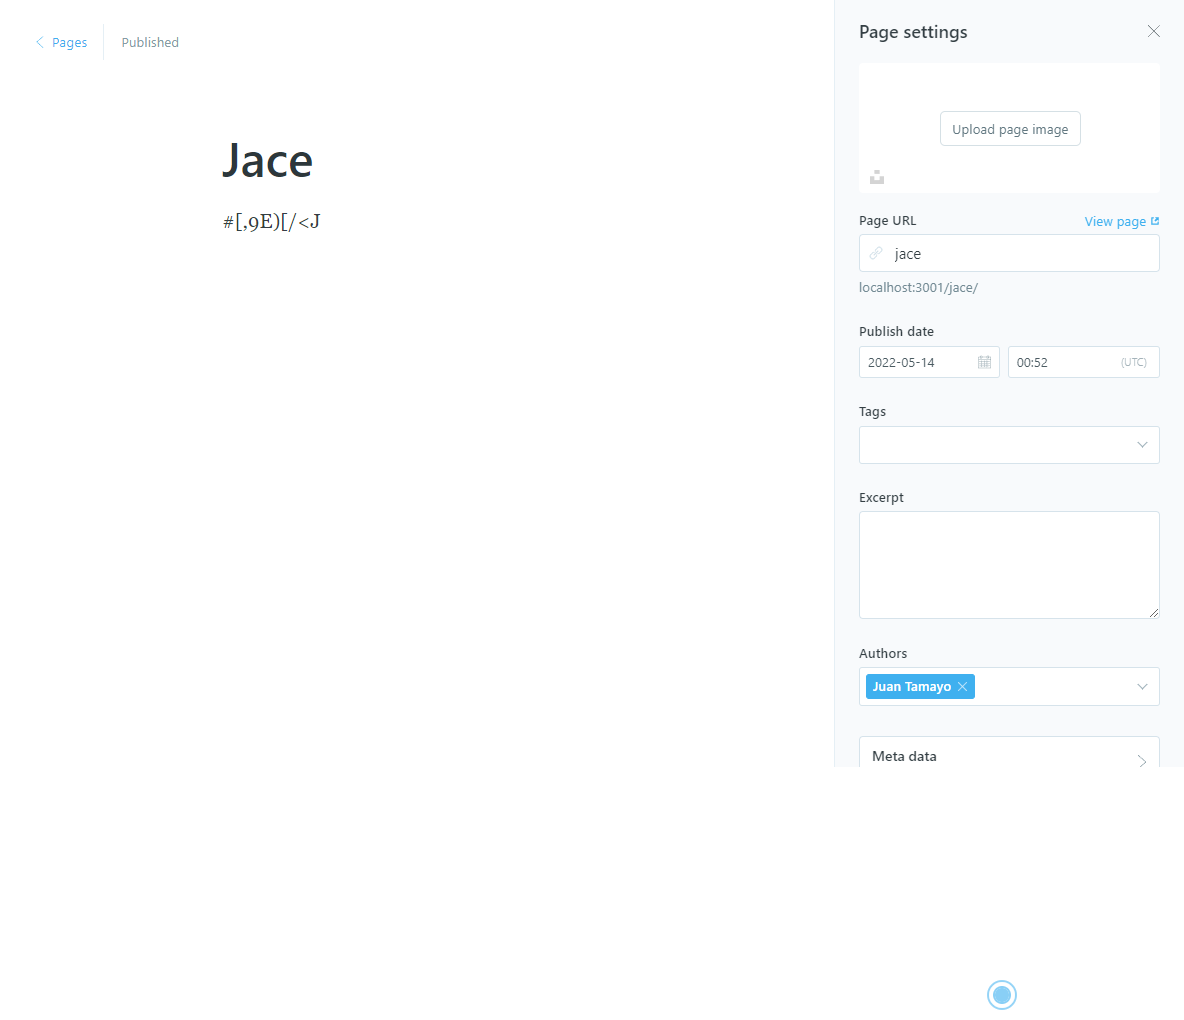 Pages
Published
Jace
#[,9E)[/<J
Page settings
Upload page image
Page URL
View page
jace
localhost:3001/jace/
Publish date
2022-05-14
00:52
(UTC)
Tags
Excerpt
Authors
Juan Tamayo
Meta data